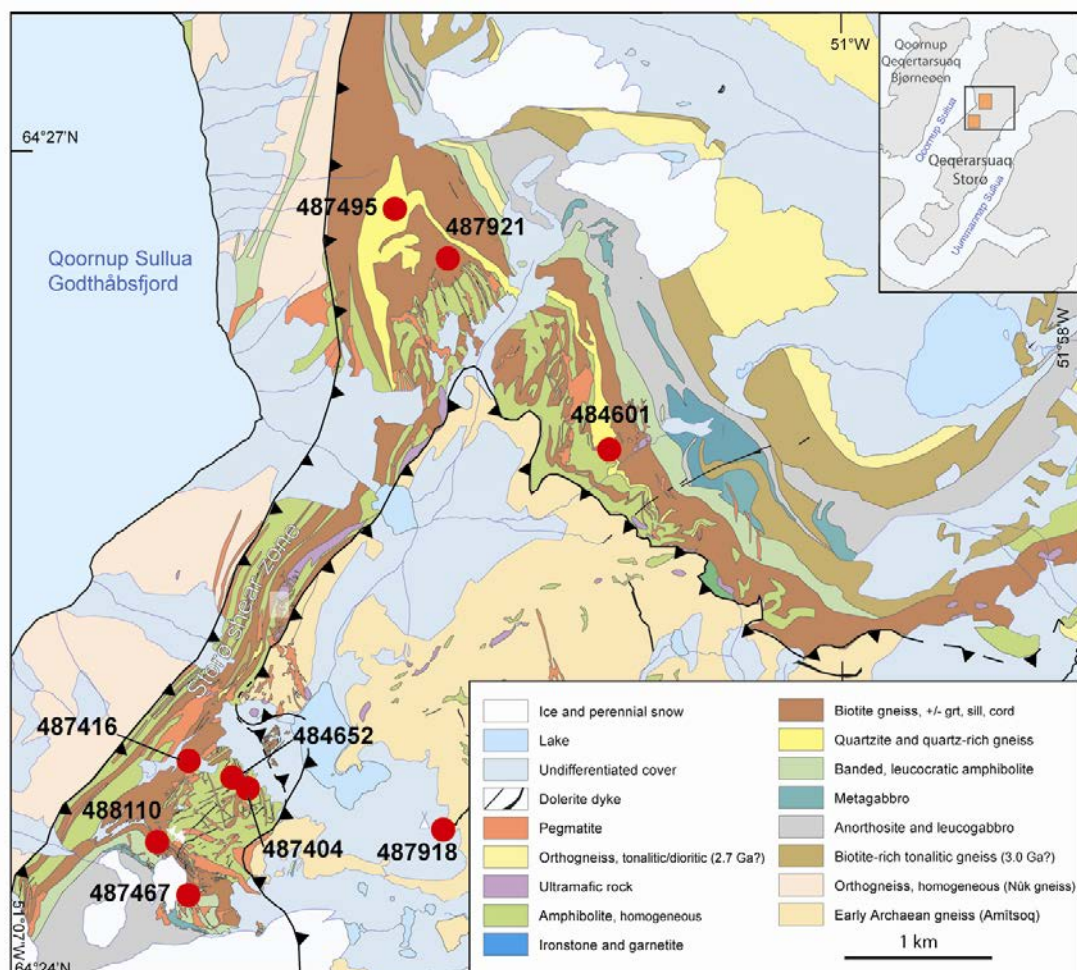 51°W
64°27'N
Qoornup
Qeqertarsuaq
Bjørneøen
Qoornup Sullua
Qeqerarsuaq
Storø
Uummannap Sullua
487495
487921
Qoornup Sullua
Godthåbsfjord
51°58'W
484601
Storø shear zone
487416
484652
488110
487404
487918
487467
51°07'W
64°24'N
Ice and perennial snow
Lake
Undifferentiated cover
Dolerite dyke
Pegmatite
Orthogneiss, tonalitic/dioritic (2.7 Ga?)
Ultramafic rock
Amphibolite, homogeneous
Ironstone and garnetite
Biotite gneiss, +/- grt, sill, cord
Quartzite and quartz-rich gneiss
Banded, leucocratic amphibolite
Metagabbro
Anorthosite and leucogabbro
Biotite-rich tonalitic gneiss (3.0 Ga?)
Orthogneiss, homogeneous (Nûk gneiss)
Early Archaean gneiss (Amîtsoq)
1 km